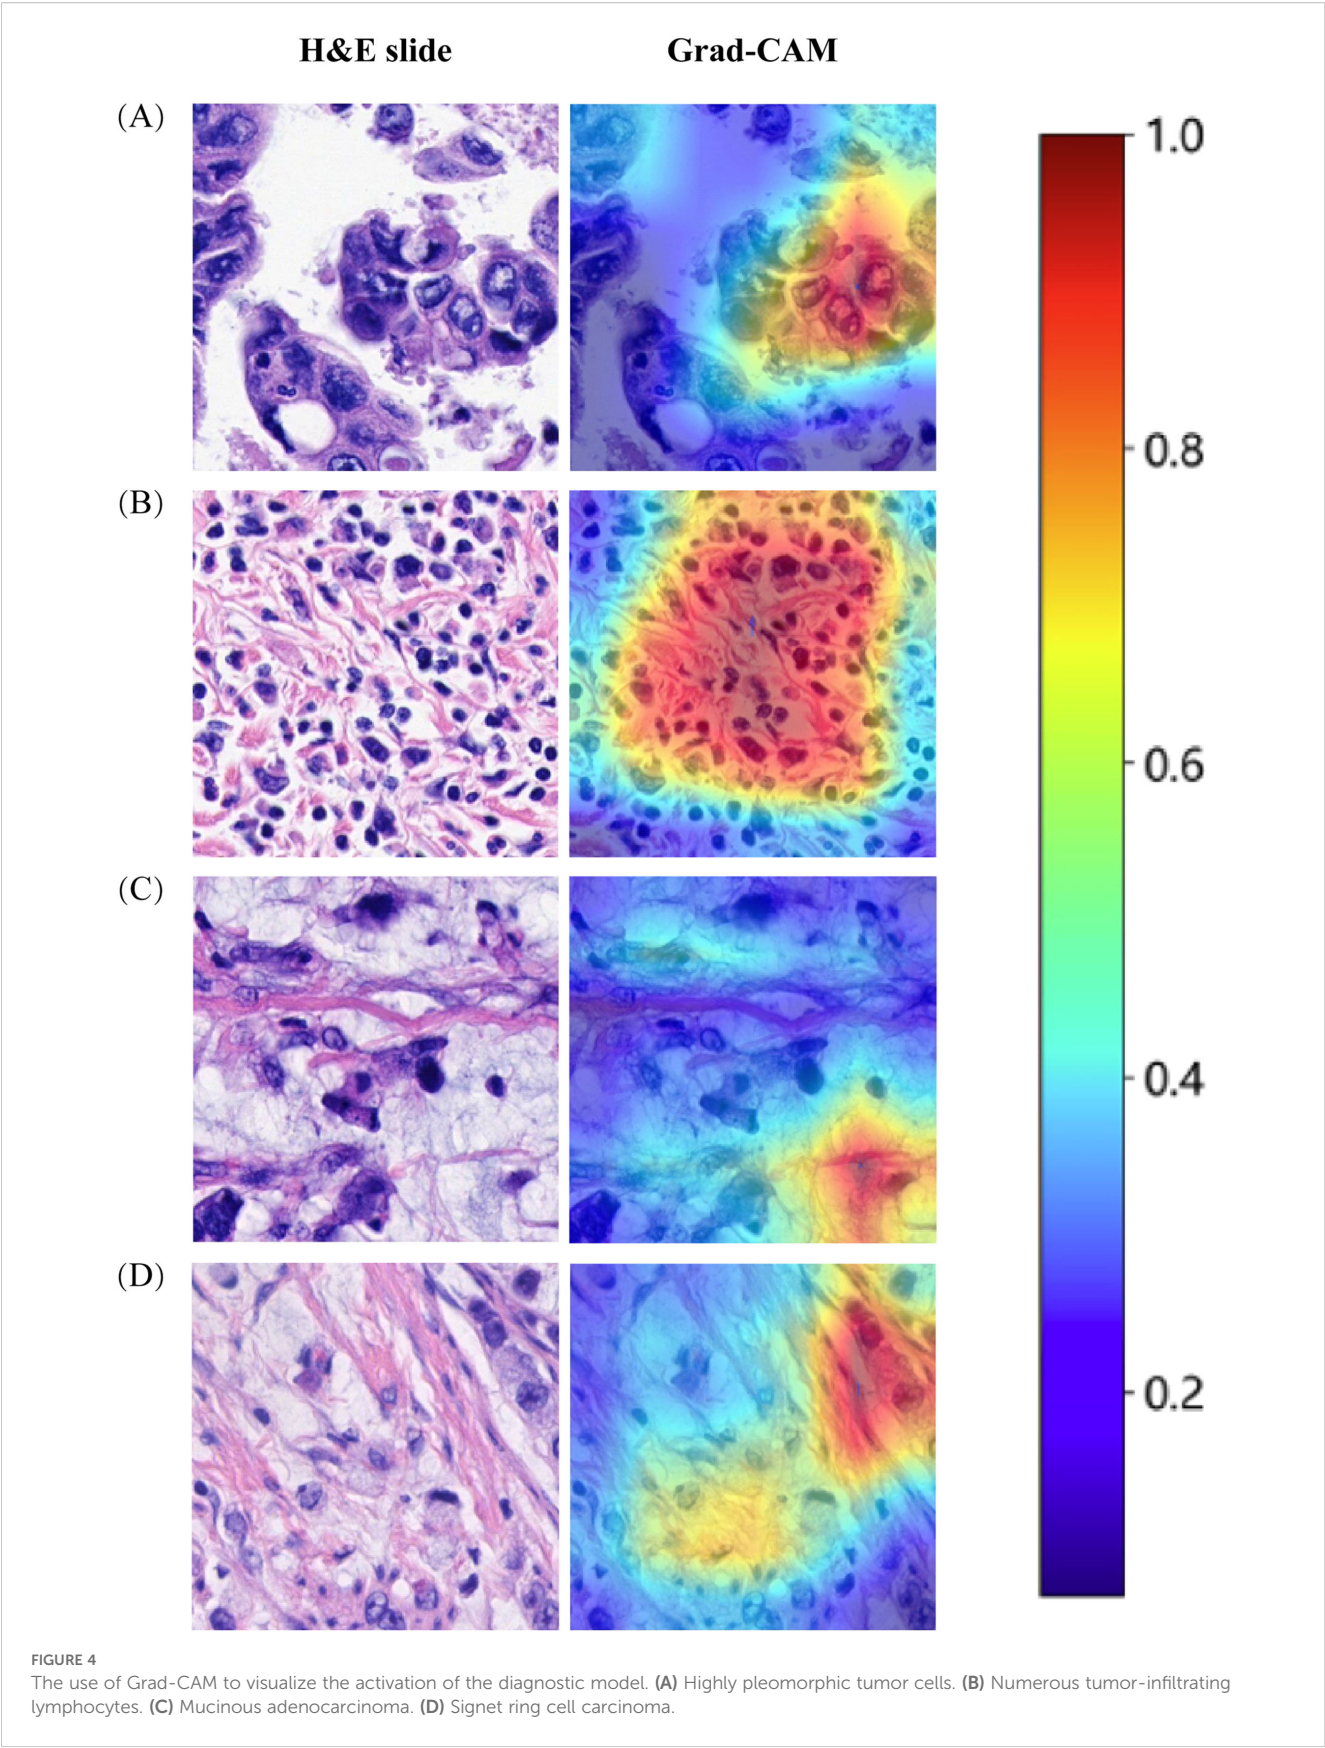 H&E slide
Grad-CAM
(A)
(B)
(C)
(D)
1.0
0.8
0.6
0.4
0.2
FIGURE 4
The use of Grad-CAM to visualize the activation of the diagnostic model. (A) Highly pleomorphic tumor cells. (B) Numerous tumor-infiltrating
lymphocytes. (C) Mucinous adenocarcinoma. (D) Signet ring cell carcinoma.